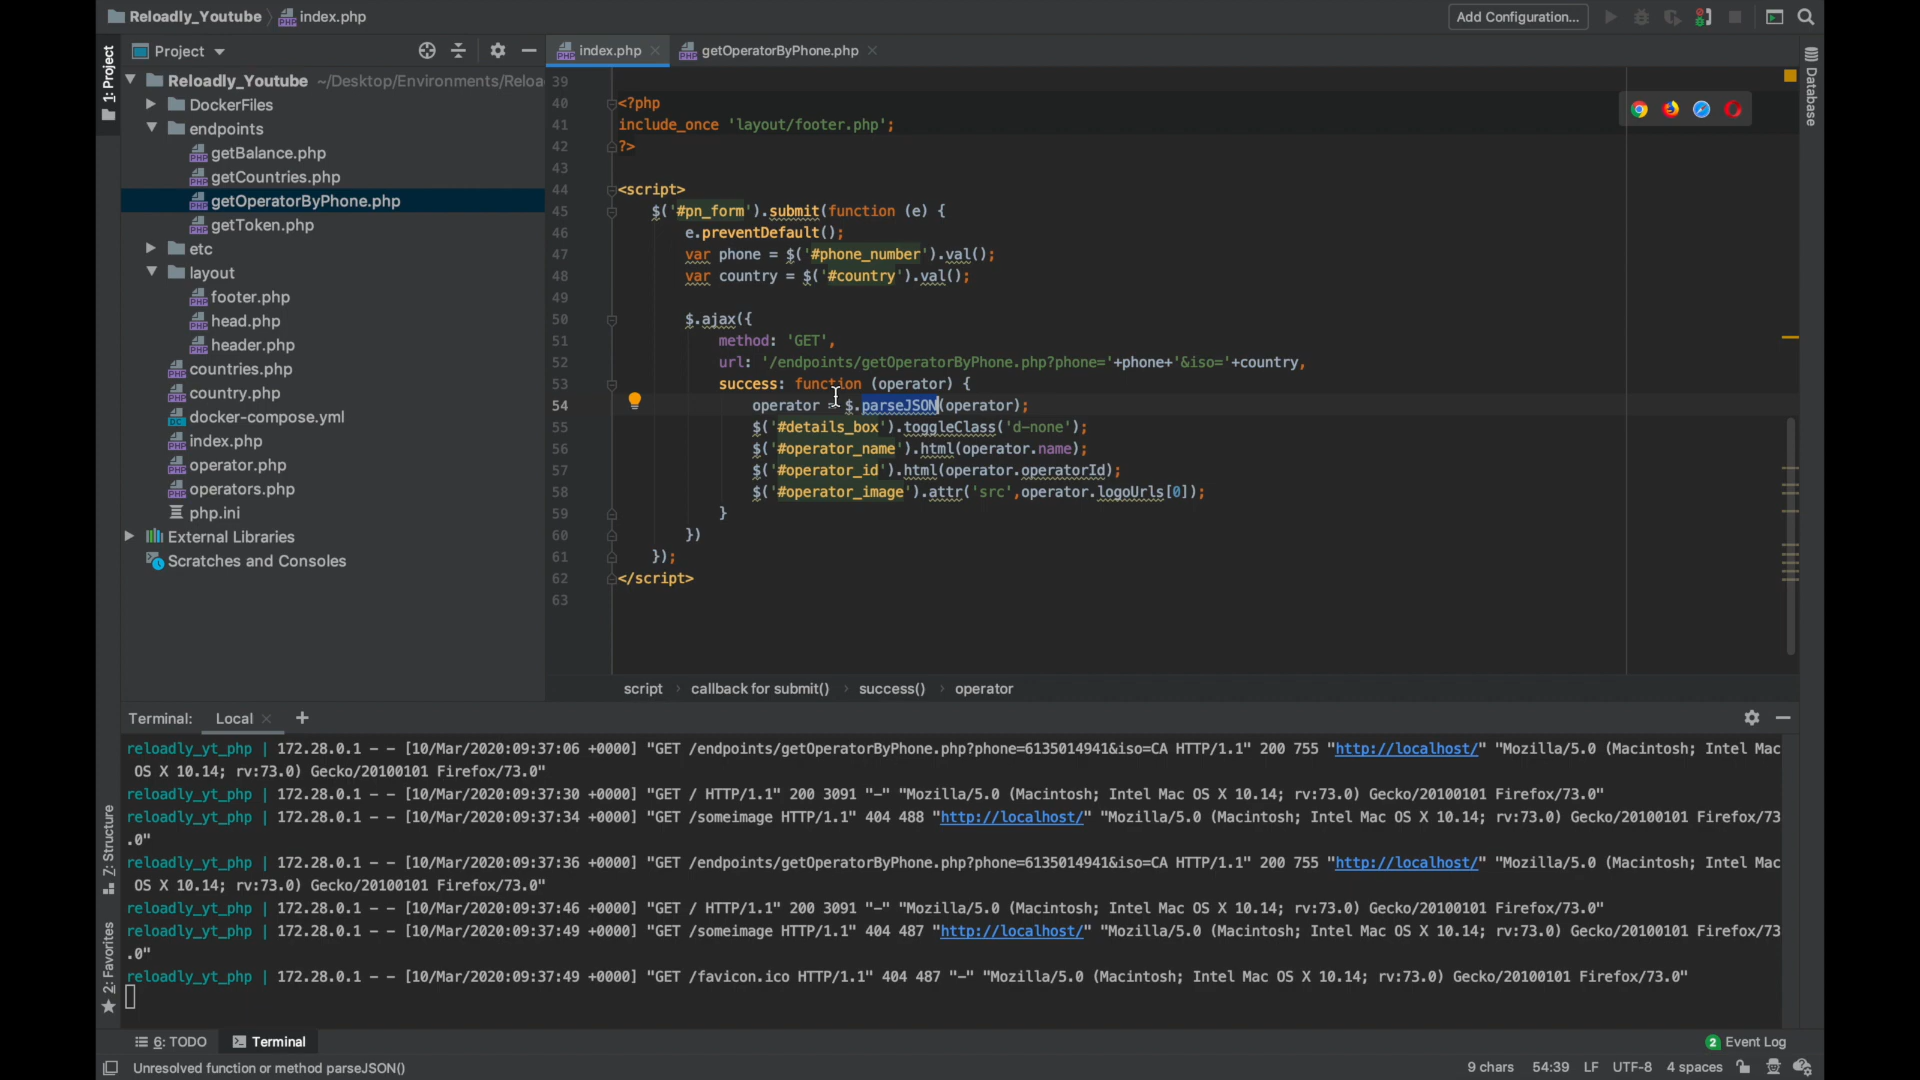 Reloadly_Youtube
index.php
Add Configuration...
1: Project
Project
index.php
getOperatorByPhone.php
Database
Reloadly_Youtube ~/Desktop/Environments/Reloa
DockerFiles
endpoints
getBalance.php
getCountries.php
getOperatorByPhone.php
getToken.php
etc
layout
footer.php
head.php
header.php
countries.php
country.php
docker-compose.yml
index.php
operator.php
operators.php
php.ini
External Libraries
Scratches and Consoles
39
40 <?php
41 include_once 'layout/footer.php';
42 ?>
43
44 <script>
45 $('#pn_form').submit(function (e) {
46 e.preventDefault();
47 var phone = $('#phone_number').val();
48 var country = $('#country').val();
49
50 $.ajax({
51 method: 'GET',
52 url: '/endpoints/getOperatorByPhone.php?phone='+phone+'&iso='+country,
53 success: function (operator) {
54 operator = $.parseJSON(operator);
55 $('#details_box').toggleClass('d-none');
56 $('#operator_name').html(operator.name);
57 $('#operator_id').html(operator.operatorId);
58 $('#operator_image').attr('src',operator.logoUrls[0]);
59 }
60 })
61 });
62 </script>
63
script › callback for submit() › success() › operator
Terminal: Local
reloadly_yt_php | 172.28.0.1 - - [10/Mar/2020:09:37:06 +0000] "GET /endpoints/getOperatorByPhone.php?phone=6135014941&iso=CA HTTP/1.1" 200 755 "http://localhost/" "Mozilla/5.0 (Macintosh; Intel Mac
OS X 10.14; rv:73.0) Gecko/20100101 Firefox/73.0"
reloadly_yt_php | 172.28.0.1 - - [10/Mar/2020:09:37:30 +0000] "GET / HTTP/1.1" 200 3091 "-" "Mozilla/5.0 (Macintosh; Intel Mac OS X 10.14; rv:73.0) Gecko/20100101 Firefox/73.0"
reloadly_yt_php | 172.28.0.1 - - [10/Mar/2020:09:37:34 +0000] "GET /someimage HTTP/1.1" 404 488 "http://localhost/" "Mozilla/5.0 (Macintosh; Intel Mac OS X 10.14; rv:73.0) Gecko/20100101 Firefox/73
.0"
reloadly_yt_php | 172.28.0.1 - - [10/Mar/2020:09:37:36 +0000] "GET /endpoints/getOperatorByPhone.php?phone=6135014941&iso=CA HTTP/1.1" 200 755 "http://localhost/" "Mozilla/5.0 (Macintosh; Intel Mac
OS X 10.14; rv:73.0) Gecko/20100101 Firefox/73.0"
reloadly_yt_php | 172.28.0.1 - - [10/Mar/2020:09:37:46 +0000] "GET / HTTP/1.1" 200 3091 "-" "Mozilla/5.0 (Macintosh; Intel Mac OS X 10.14; rv:73.0) Gecko/20100101 Firefox/73.0"
reloadly_yt_php | 172.28.0.1 - - [10/Mar/2020:09:37:49 +0000] "GET /someimage HTTP/1.1" 404 487 "http://localhost/" "Mozilla/5.0 (Macintosh; Intel Mac OS X 10.14; rv:73.0) Gecko/20100101 Firefox/73
.0"
reloadly_yt_php | 172.28.0.1 - - [10/Mar/2020:09:37:49 +0000] "GET /favicon.ico HTTP/1.1" 404 487 "-" "Mozilla/5.0 (Macintosh; Intel Mac OS X 10.14; rv:73.0) Gecko/20100101 Firefox/73.0"
Z: Structure
2: Favorites
6: TODO
Terminal
2 Event Log
Unresolved function or method parseJSON()
9 chars 54:39 LF UTF-8 4 spaces